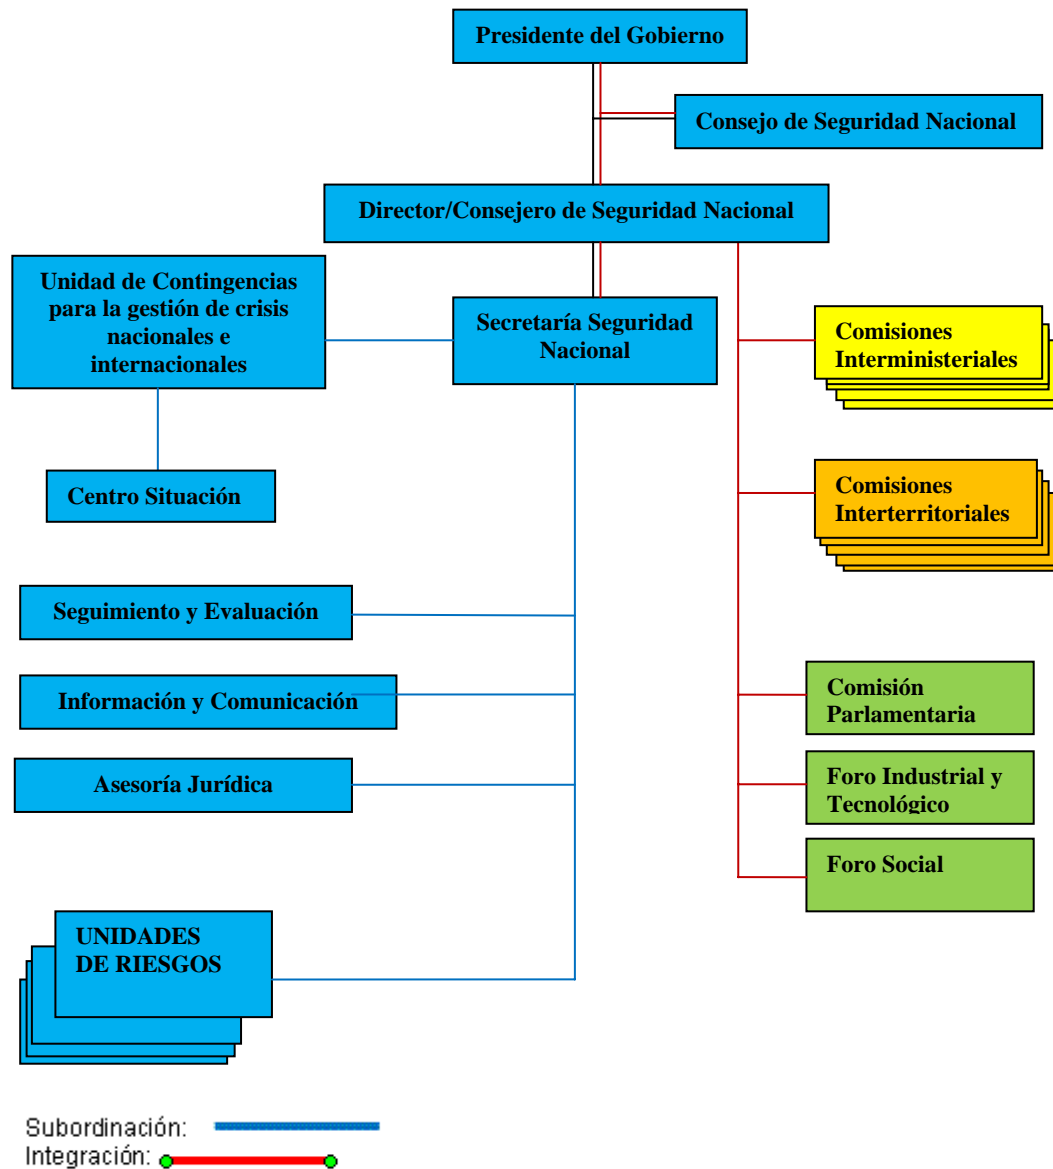 Presidente del Gobierno
Consejo de Seguridad Nacional
Director/Consejero de Seguridad Nacional
Unidad de Contingencias
para la gestión de crisis
nacionales e
internacionales
Secretaría Seguridad
Nacional
Comisiones
Interministeriales
Centro Situación
Comisiones
Interterritoriales
Seguimiento y Evaluación
Información y Comunicación
Asesoría Jurídica
Comisión
Parlamentaria
Foro Industrial y
Tecnológico
Foro Social
UNIDADES
DE RIESGOS
Subordinación:
Integración: